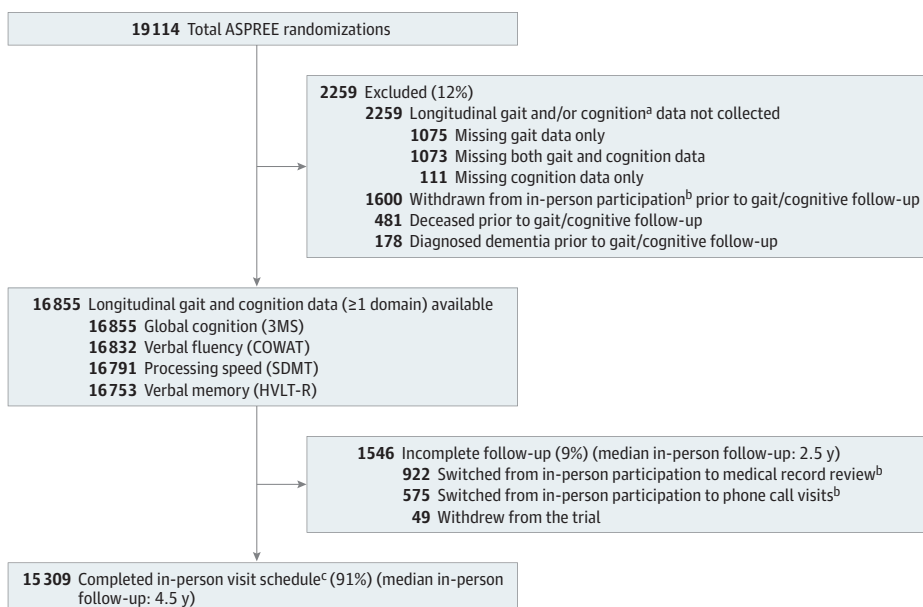 19114 Total ASPREE randomizations
2259 Excluded (12%)
2259 Longitudinal gait and/or cognitionᵃ data not collected
1075 Missing gait data only
1073 Missing both gait and cognition data
111 Missing cognition data only
1600 Withdrawn from in-person participationᵇ prior to gait/cognitive follow-up
481 Deceased prior to gait/cognitive follow-up
178 Diagnosed dementia prior to gait/cognitive follow-up
16855 Longitudinal gait and cognition data (≥1 domain) available
16855 Global cognition (3MS)
16832 Verbal fluency (COWAT)
16791 Processing speed (SDMT)
16753 Verbal memory (HVLT-R)
1546 Incomplete follow-up (9%) (median in-person follow-up: 2.5 y)
922 Switched from in-person participation to medical record reviewᵇ
575 Switched from in-person participation to phone call visitsᵇ
49 Withdrew from the trial
15309 Completed in-person visit scheduleᶜ (91%) (median in-person
follow-up: 4.5 y)